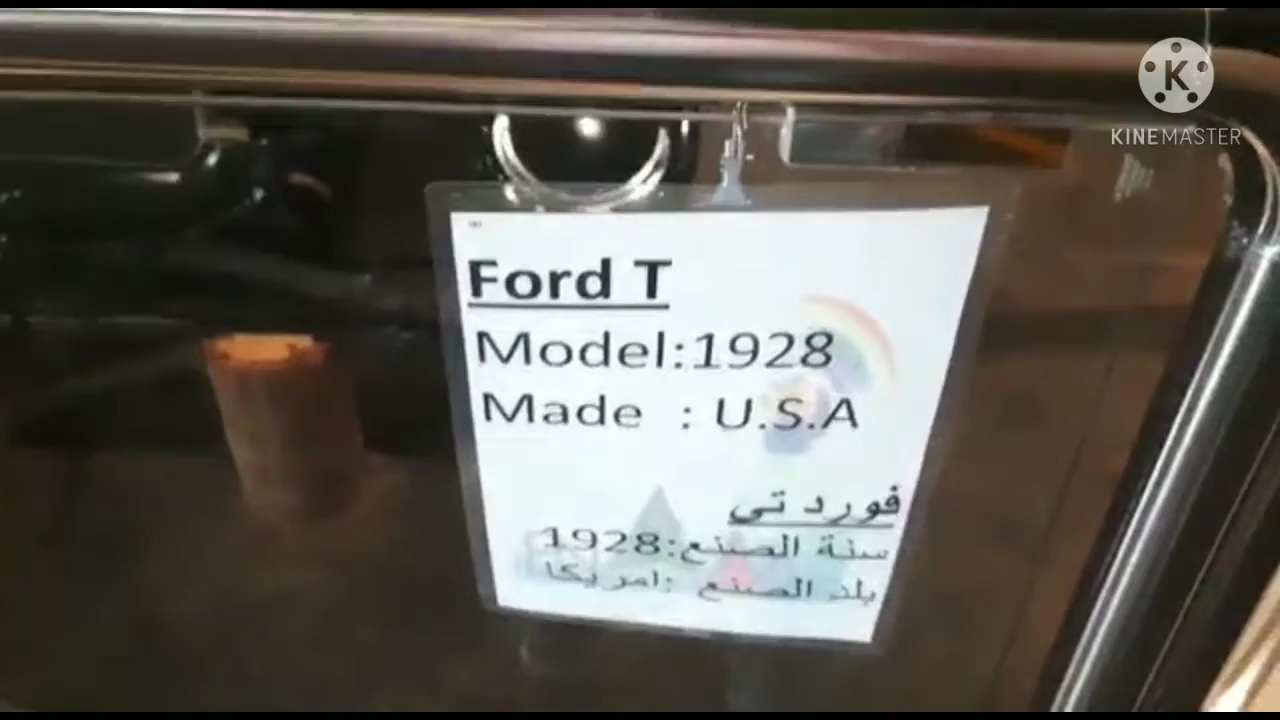 KINEMASTER
Ford T
Model:1928
Made : U.S.A
فورد تي
سنة الصنع:1928
بلد الصنع :امريكا